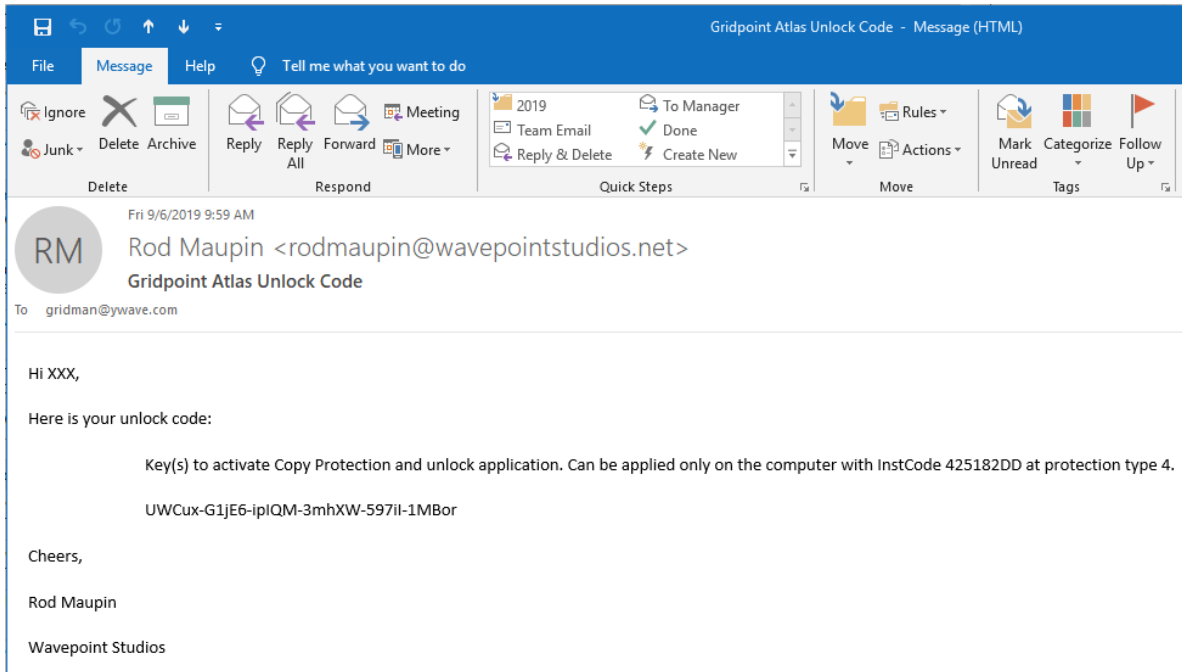 Gridpoint Atlas Unlock Code - Message (HTML)
File Message Help Tell me what you want to do
Ignore
Junk
Delete
Archive
Delete
Reply
Reply All
Forward
Meeting
More
Respond
2019
Team Email
Reply & Delete
To Manager
Done
Create New
Quick Steps
Move
Rules
Actions
Move
Mark Unread
Categorize
Follow Up
Tags
RM
Fri 9/6/2019 9:59 AM
Rod Maupin <rodmaupin@wavepointstudios.net>
Gridpoint Atlas Unlock Code
To gridman@ywave.com
Hi XXX,
Here is your unlock code:
Key(s) to activate Copy Protection and unlock application. Can be applied only on the computer with InstCode 425182DD at protection type 4.
UWCux-G1jE6-ipIQM-3mhXW-597iI-1MBor
Cheers,
Rod Maupin
Wavepoint Studios